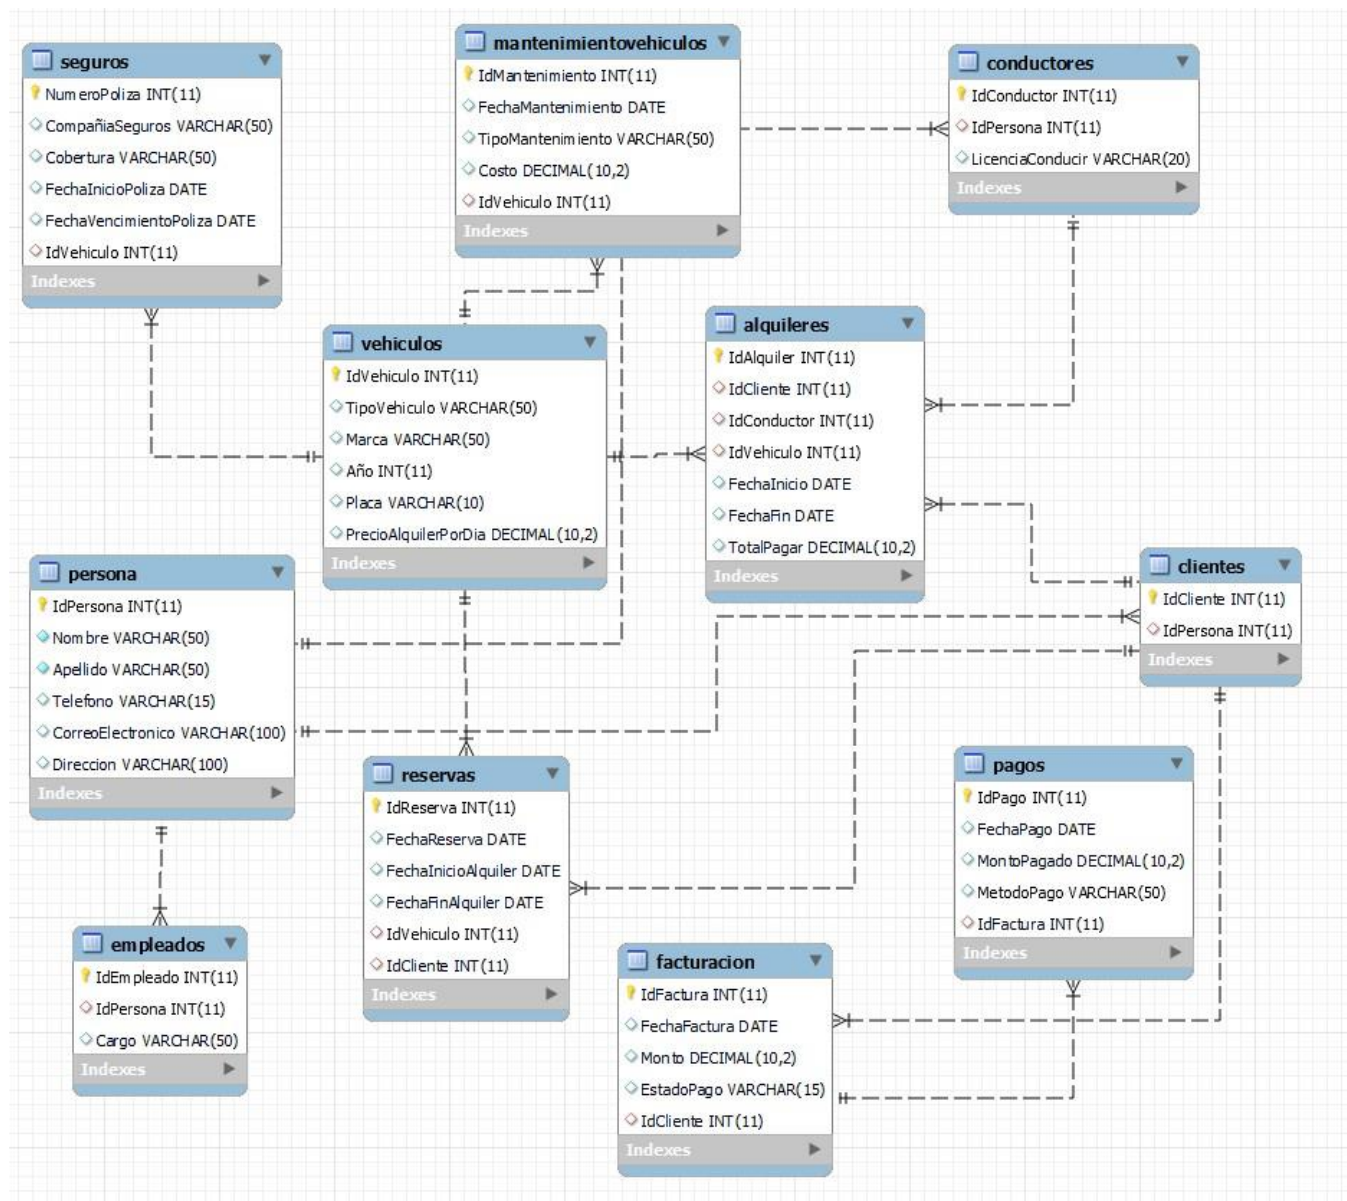 seguros
NumeroPoliza INT(11)
CompañiaSeguros VARCHAR(50)
Cobertura VARCHAR(50)
FechaInicioPoliza DATE
FechaVencimientoPoliza DATE
IdVehiculo INT(11)
Indexes
mantenimientovehiculos
IdMantenimiento INT(11)
FechaMantenimiento DATE
TipoMantenimiento VARCHAR(50)
Costo DECIMAL(10,2)
IdVehiculo INT(11)
Indexes
conductores
IdConductor INT(11)
IdPersona INT(11)
LicenciaConducir VARCHAR(20)
Indexes
vehiculos
IdVehiculo INT(11)
TipoVehiculo VARCHAR(50)
Marca VARCHAR(50)
Año INT(11)
Placa VARCHAR(10)
PrecioAlquilerPorDia DECIMAL(10,2)
Indexes
alquileres
IdAlquiler INT(11)
IdCliente INT(11)
IdConductor INT(11)
IdVehiculo INT(11)
FechaInicio DATE
FechaFin DATE
TotalPagar DECIMAL(10,2)
Indexes
persona
IdPersona INT(11)
Nombre VARCHAR(50)
Apellido VARCHAR(50)
Telefono VARCHAR(15)
CorreoElectronico VARCHAR(100)
Direccion VARCHAR(100)
Indexes
clientes
IdCliente INT(11)
IdPersona INT(11)
Indexes
reservas
IdReserva INT(11)
FechaReserva DATE
FechaInicioAlquiler DATE
FechaFinAlquiler DATE
IdVehiculo INT(11)
IdCliente INT(11)
Indexes
pagos
IdPago INT(11)
FechaPago DATE
MontoPagado DECIMAL(10,2)
MetodoPago VARCHAR(50)
IdFactura INT(11)
Indexes
empleados
IdEmpleado INT(11)
IdPersona INT(11)
Cargo VARCHAR(50)
Indexes
facturacion
IdFactura INT(11)
FechaFactura DATE
Monto DECIMAL(10,2)
EstadoPago VARCHAR(15)
IdCliente INT(11)
Indexes